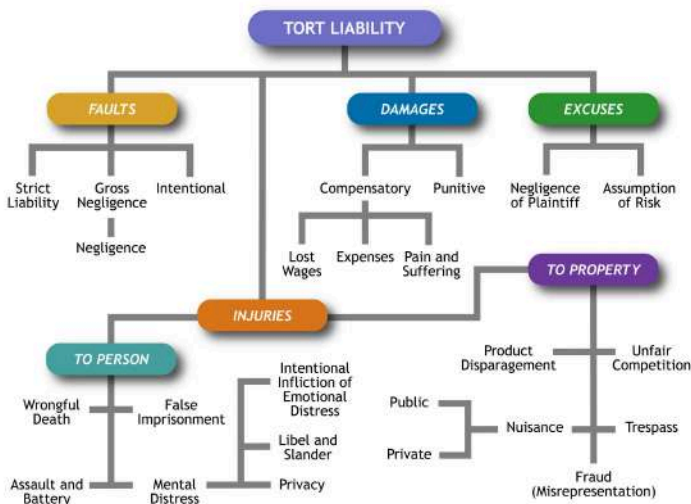 TORT LIABILITY
FAULTS
DAMAGES
EXCUSES
Strict
Liability
Gross
Negligence
Intentional
Negligence
Compensatory
Punitive
Lost
Wages
Expenses
Pain and
Suffering
Negligence
of Plaintiff
Assumption
of Risk
INJURIES
TO PERSON
Wrongful
Death
False
Imprisonment
Assault and
Battery
Mental
Distress
Intentional
Infliction of
Emotional
Distress
Libel and
Slander
Privacy
TO PROPERTY
Product
Disparagement
Unfair
Competition
Public
Private
Nuisance
Trespass
Fraud
(Misrepresentation)